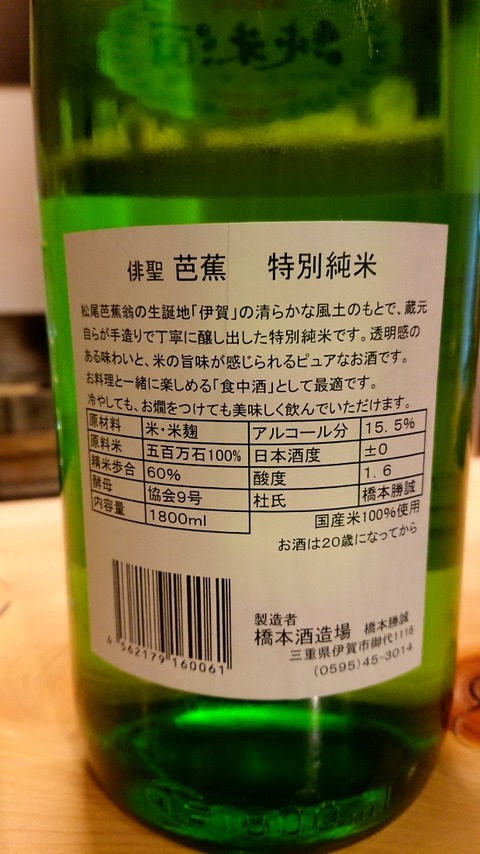 俳聖 芭蕉 特別純米
松尾芭蕉翁の生誕地「伊賀」の清らかな風土のもとで、蔵元
自らが手造りで丁寧に醸し出した特別純米です。透明感の
ある味わいと、米の旨味が感じられるピュアなお酒です。
お料理と一緒に楽しめる「食中酒」として最適です。
冷やしても、お燗をつけても美味しく飲んでいただけます。
原材料 米・米麹 アルコール分 15.5%
原料米 五百万石100% 日本酒度 ±0
精米歩合 60% 酸度 1.6
酵母 協会9号 杜氏 橋本勝誠
内容量 1800ml
国産米100%使用
お酒は20歳になってから
製造者
橋本酒造場 橋本勝誠
三重県伊賀市御代1116
(0595)45-3014
4 562179 160061
1800ml